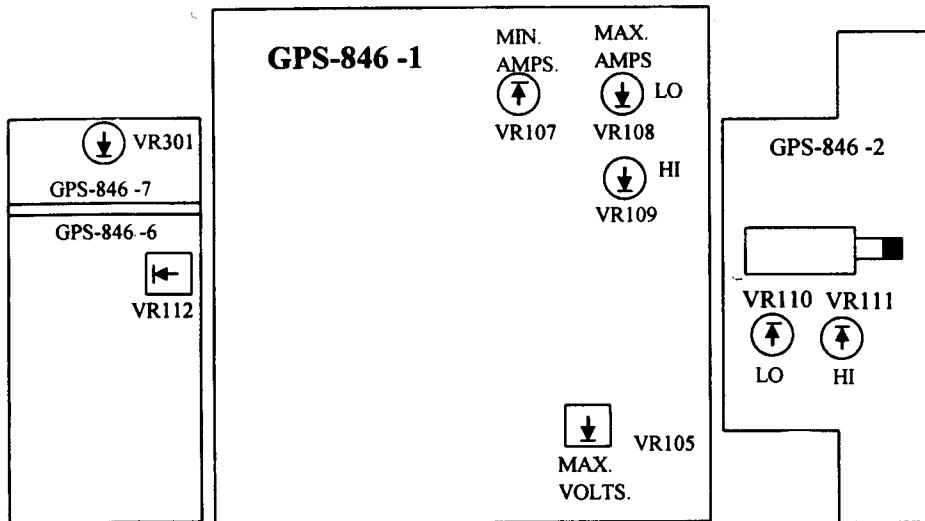 GPS-846 -1
MIN. AMPS.
VR107
MAX. AMPS
LO
VR108
HI
VR109
VR301
GPS-846 -7
GPS-846 -6
VR112
GPS-846 -2
VR110 VR111
LO HI
VR105
MAX. VOLTS.